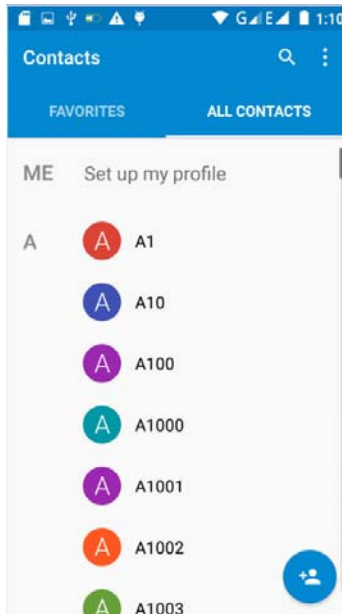 G E 1:10
Contacts
FAVORITES ALL CONTACTS
ME Set up my profile
A A A1
A A10
A A100
A A1000
A A1001
A A1002
A A1003